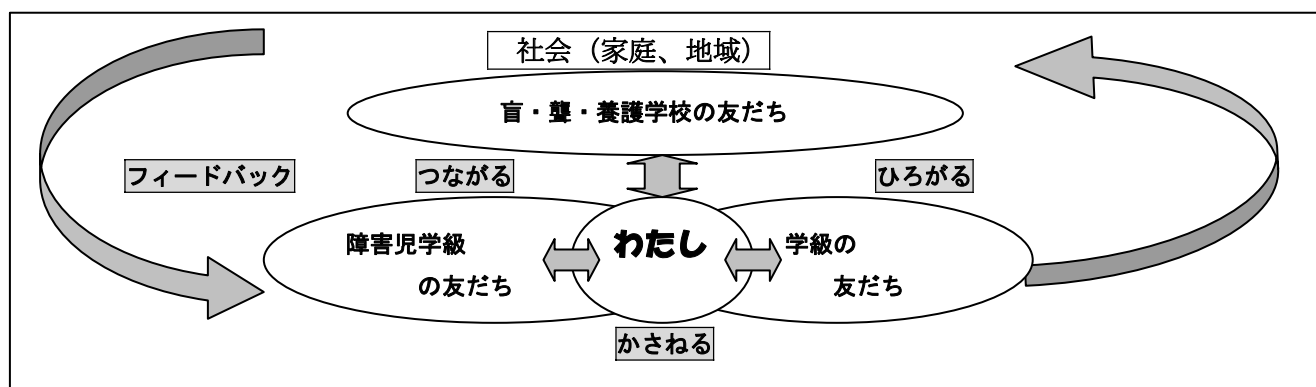 社会（家庭、地域）
盲・聾・養護学校の友だち
フィードバック
つながる
ひろがる
障害児学級
の友だち
わたし
学級の
友だち
かさねる